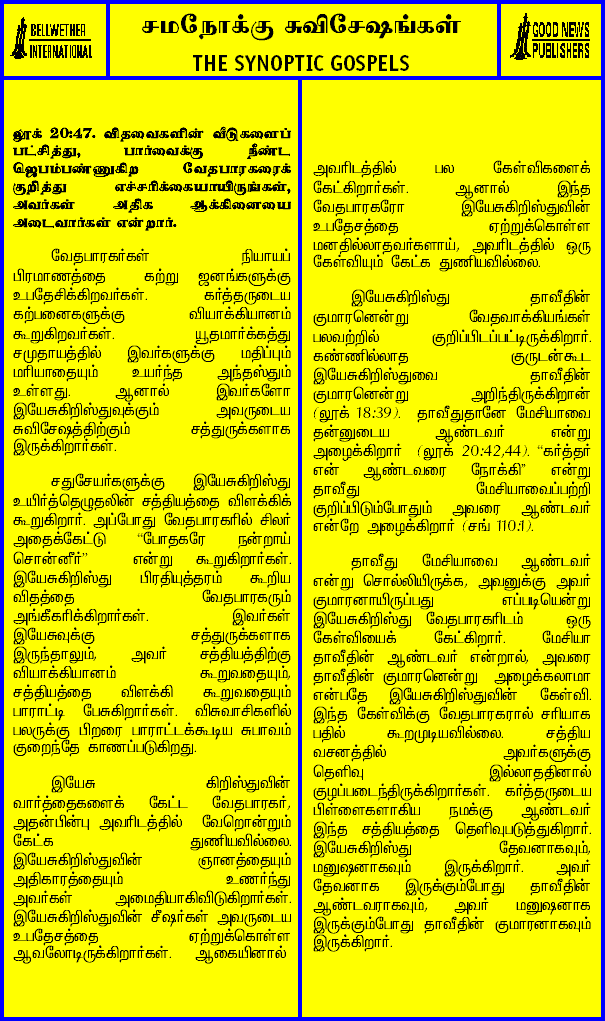 BELLWETHER
INTERNATIONAL
சமநோக்கு சுவிசேஷங்கள்
THE SYNOPTIC GOSPELS
GOOD NEWS
PUBLISHERS
லூக் 20:47. விதவைகளின் வீடுகளைப்
பட்சித்து, பார்வைக்கு நீண்ட
ஜெபம்பண்ணுகிற வேதபாரகரைக்
குறித்து எச்சரிக்கையாயிருங்கள்,
அவர்கள் அதிக ஆக்கினையை
அடைவார்கள் என்றார்.
வேதபாரகர்கள் நியாயப்
பிரமாணத்தை கற்று ஜனங்களுக்கு
உபதேசிக்கிறவர்கள். கர்த்தருடைய
கற்பனைகளுக்கு வியாக்கியானம்
கூறுகிறவர்கள். யூதமார்க்கத்து
சமுதாயத்தில் இவர்களுக்கு மதிப்பும்
மரியாதையும் உயர்ந்த அந்தஸ்தும்
உள்ளது. ஆனால் இவர்களோ
இயேசுகிறிஸ்துவுக்கும் அவருடைய
சுவிசேஷத்திற்கும் சத்துருக்களாக
இருக்கிறார்கள்.
சதுசேயர்களுக்கு இயேசுகிறிஸ்து
உயிர்த்தெழுதலின் சத்தியத்தை விளக்கிக்
கூறுகிறார். அப்போது வேதபாரகரில் சிலர்
அதைக்கேட்டு “போதகரே நன்றாய்
சொன்னீர்” என்று கூறுகிறார்கள்.
இயேசுகிறிஸ்து பிரதியுத்தரம் கூறிய
விதத்தை வேதபாரகரும்
அங்கீகரிக்கிறார்கள். இவர்கள்
இயேசுவுக்கு சத்துருக்களாக
இருந்தாலும், அவர் சத்தியத்திற்கு
வியாக்கியானம் கூறுவதையும்,
சத்தியத்தை விளக்கி கூறுவதையும்
பாராட்டி பேசுகிறார்கள். விசுவாசிகளில்
பலருக்கு பிறரை பாராட்டக்கூடிய சுபாவம்
குறைந்தே காணப்படுகிறது.
இயேசு கிறிஸ்துவின்
வார்த்தைகளைக் கேட்ட வேதபாரகர்,
அதன்பின்பு அவரிடத்தில் வேறொன்றும்
கேட்க துணியவில்லை.
இயேசுகிறிஸ்துவின் ஞானத்தையும்
அதிகாரத்தையும் உணர்ந்து
அவர்கள் அமைதியாகிவிடுகிறார்கள்.
இயேசுகிறிஸ்துவின் சீஷர்கள் அவருடைய
உபதேசத்தை ஏற்றுக்கொள்ள
ஆவலோடிருக்கிறார்கள். ஆகையினால்
அவரிடத்தில் பல கேள்விகளைக்
கேட்கிறார்கள். ஆனால் இந்த
வேதபாரகரோ இயேசுகிறிஸ்துவின்
உபதேசத்தை ஏற்றுக்கொள்ள
மனதில்லாதவர்களாய், அவரிடத்தில் ஒரு
கேள்வியும் கேட்க துணியவில்லை.
இயேசுகிறிஸ்து தாவீதின்
குமாரனென்று வேதவாக்கியங்கள்
பலவற்றில் குறிப்பிடப்பட்டிருக்கிறார்.
கண்ணில்லாத குருடன்கூட
இயேசுகிறிஸ்துவை தாவீதின்
குமாரனென்று அறிந்திருக்கிறான்
(லூக் 18:39). தாவீதுதானே மேசியாவை
தன்னுடைய ஆண்டவர் என்று
அழைக்கிறார் (லூக் 20:42,44). “கர்த்தர்
என் ஆண்டவரை நோக்கி” என்று
தாவீது மேசியாவைப்பற்றி
குறிப்பிடும்போதும் அவரை ஆண்டவர்
என்றே அழைக்கிறார் (சங் 110:1).
தாவீது மேசியாவை ஆண்டவர்
என்று சொல்லியிருக்க, அவனுக்கு அவர்
குமாரனாயிருப்பது எப்படியென்று
இயேசுகிறிஸ்து வேதபாரகரிடம் ஒரு
கேள்வியைக் கேட்கிறார். மேசியா
தாவீதின் ஆண்டவர் என்றால், அவரை
தாவீதின் குமாரனென்று அழைக்கலாமா
என்பதே இயேசுகிறிஸ்துவின் கேள்வி.
இந்த கேள்விக்கு வேதபாரகரால் சரியாக
பதில் கூறமுடியவில்லை. சத்திய
வசனத்தில் அவர்களுக்கு
தெளிவு இல்லாததினால்
குழப்படைந்திருக்கிறார்கள். கர்த்தருடைய
பிள்ளைகளாகிய நமக்கு ஆண்டவர்
இந்த சத்தியத்தை தெளிவுபடுத்துகிறார்.
இயேசுகிறிஸ்து தேவனாகவும்,
மனுஷனாகவும் இருக்கிறார். அவர்
தேவனாக இருக்கும்போது தாவீதின்
ஆண்டவராகவும், அவர் மனுஷனாக
இருக்கும்போது தாவீதின் குமாரனாகவும்
இருக்கிறார்.